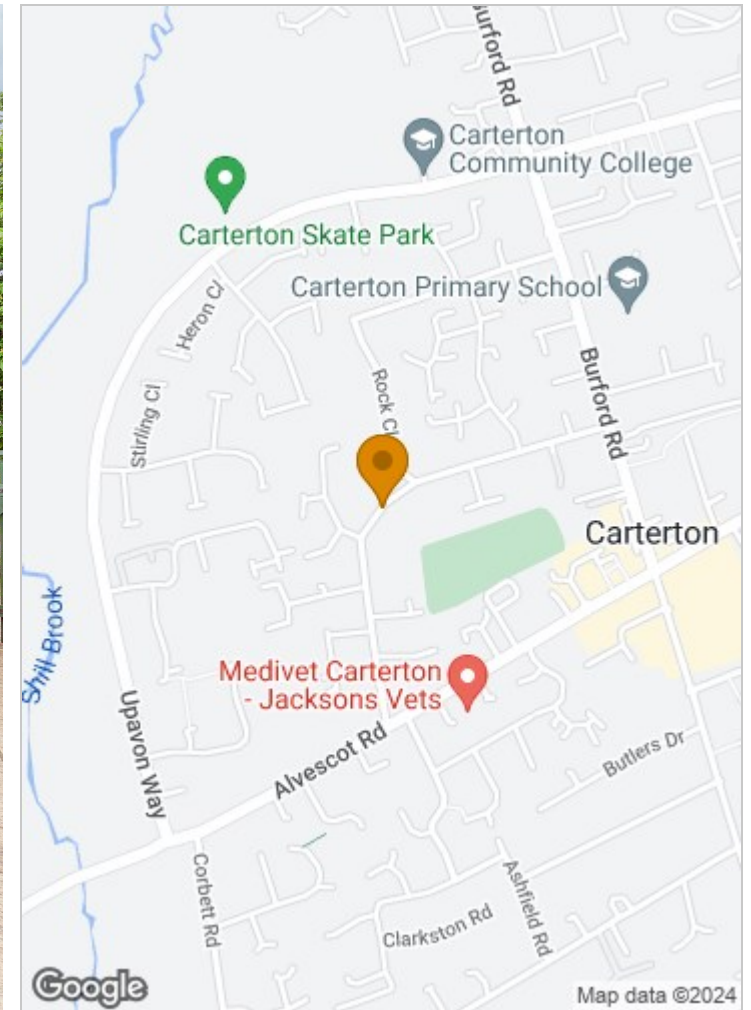 Burford Rd
Carterton
Community College
Carterton Skate Park
Carterton Primary School
Heron Cl
Rock Cl
Burford Rd
Stirling Cl
Carterton
Shill Brook
Medivet Carterton
- Jacksons Vets
Upavon Way
Alvescot Rd
Butlers Dr
Corbett Rd
Ashfield Rd
Clarkston Rd
Google
Map data ©2024